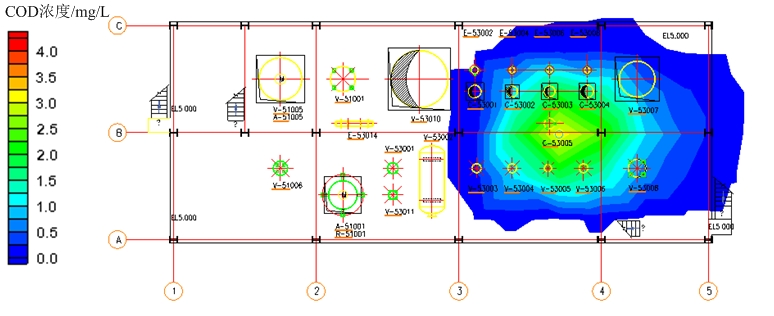 COD浓度/mg/L
4.0
3.5
3.0
2.5
2.0
1.5
1.0
0.5
0.0
C
B
A
1
2
3
4
5
E-53002
EL5.000
EL5.000
EL5.000
EL5.000
V-51005
X-51005
V-51001
V-53010
E-53014
C-53002
C-53003
C-53004
V-53007
C-53005
V-51006
V-53001
V-53011
A-51001
R-51001
V-53003
V-53004
V-53005
V-53006
V-53008
?
?
?
M
M